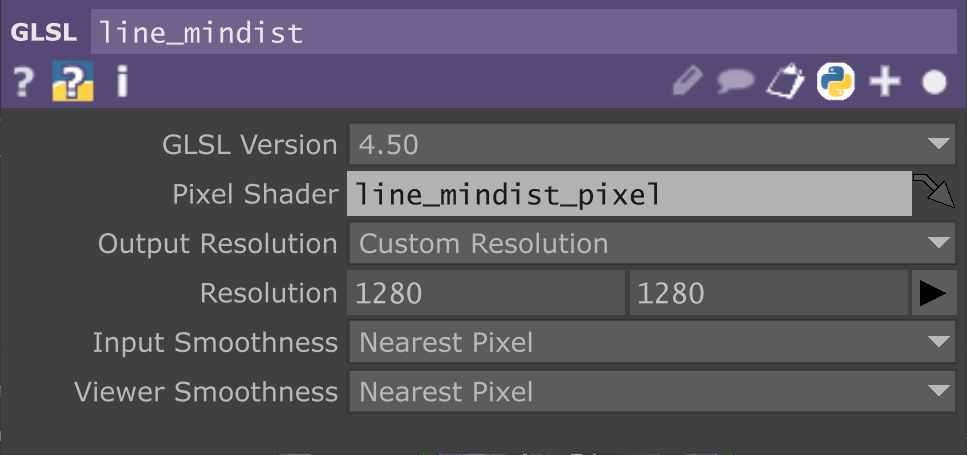 GLSL line_mindist
? ? i
GLSL Version 4.50
Pixel Shader line_mindist_pixel
Output Resolution Custom Resolution
Resolution 1280 1280
Input Smoothness Nearest Pixel
Viewer Smoothness Nearest Pixel